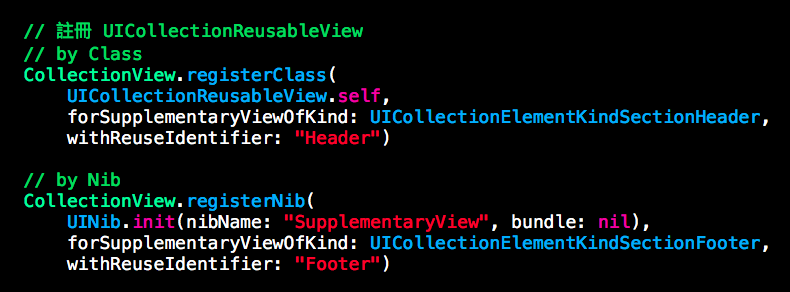 // 註冊 UICollectionReusableView
// by Class
CollectionView.registerClass(
    UICollectionReusableView.self,
    forSupplementaryViewOfKind: UICollectionElementKindSectionHeader,
    withReuseIdentifier: "Header")

// by Nib
CollectionView.registerNib(
    UINib.init(nibName: "SupplementaryView", bundle: nil),
    forSupplementaryViewOfKind: UICollectionElementKindSectionFooter,
    withReuseIdentifier: "Footer")